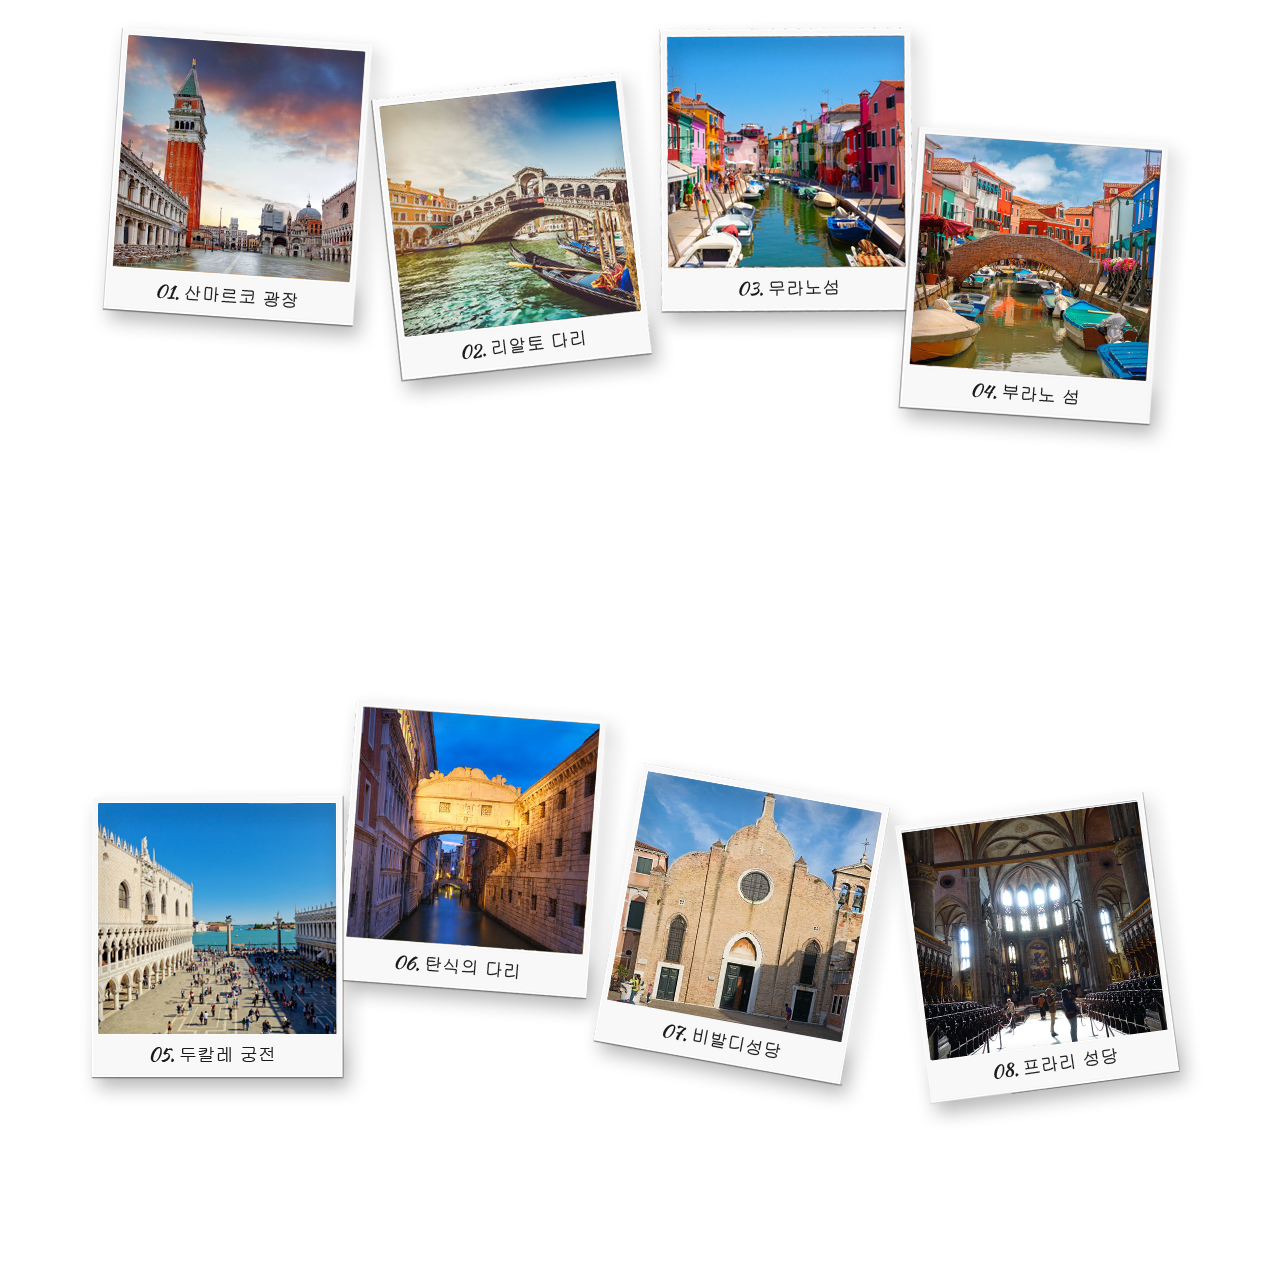 01. 산마르코 광장
02. 리알토 다리
03. 무라노섬
04. 부라노 섬
05. 두칼레 궁전
06. 탄식의 다리
07. 비발디성당
08. 프라리 성당